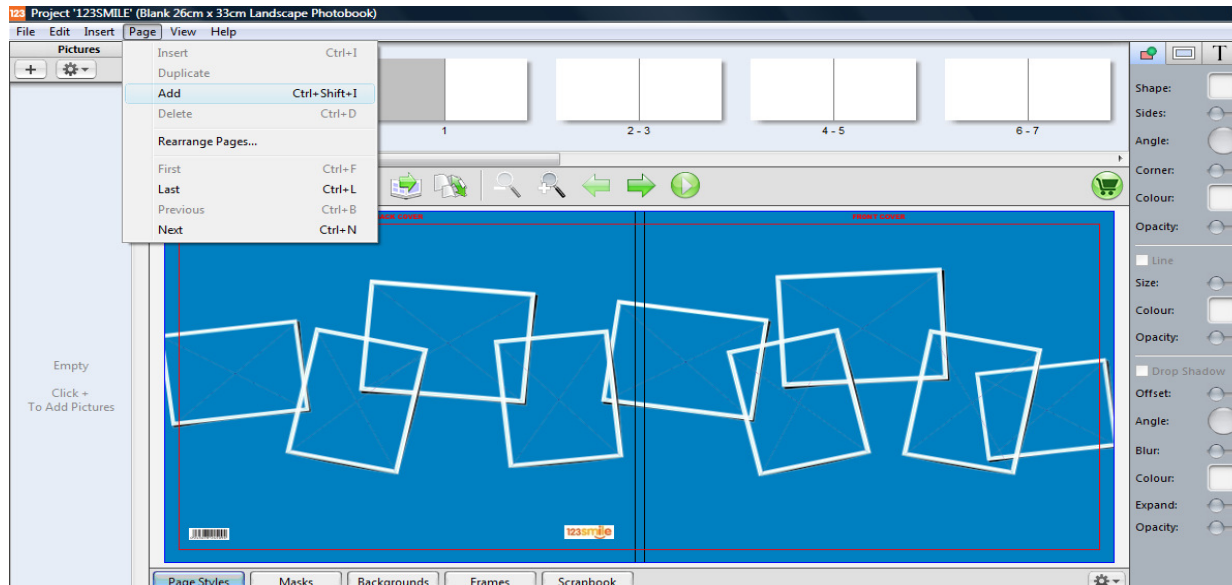 123 Project '123SMILE' (Blank 26cm x 33cm Landscape Photobook)
File Edit Insert Page View Help
Pictures
+
Empty
Click +
To Add Pictures
Insert Ctrl+I
Duplicate
Add Ctrl+Shift+I
Delete Ctrl+D
Rearrange Pages...
First Ctrl+F
Last Ctrl+L
Previous Ctrl+B
Next Ctrl+N
1 2 - 3 4 - 5 6 - 7
BACK COVER FRONT COVER
123smile
Page Styles Masks Backgrounds Frames Scrapbook
T
Shape:
Sides:
Angle:
Corner:
Colour:
Opacity:
Line
Size:
Colour:
Opacity:
Drop Shadow
Offset:
Angle:
Blur:
Colour:
Expand:
Opacity: